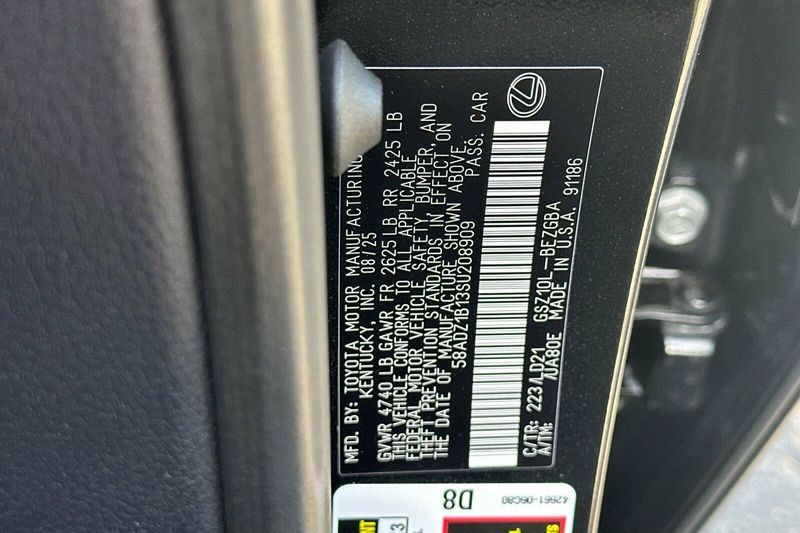 MFD. BY: TOYOTA MOTOR MANUFACTURING
KENTUCKY, INC. 08/25
GVWR 4740 LB GAWR FR 2625 LB RR 2425 LB
THIS VEHICLE CONFORMS TO ALL APPLICABLE
FEDERAL MOTOR VEHICLE SAFETY, BUMPER, AND
THEFT PREVENTION STANDARDS IN EFFECT ON
THE DATE OF MANUFACTURE SHOWN ABOVE.
58ADZ1B13SU208909 PASS. CAR
C/TR: 223 / LD21 GSZ10L-BEZGBA
A/TM: /UA80E MADE IN U.S.A. 91186
D8
42661-06C80